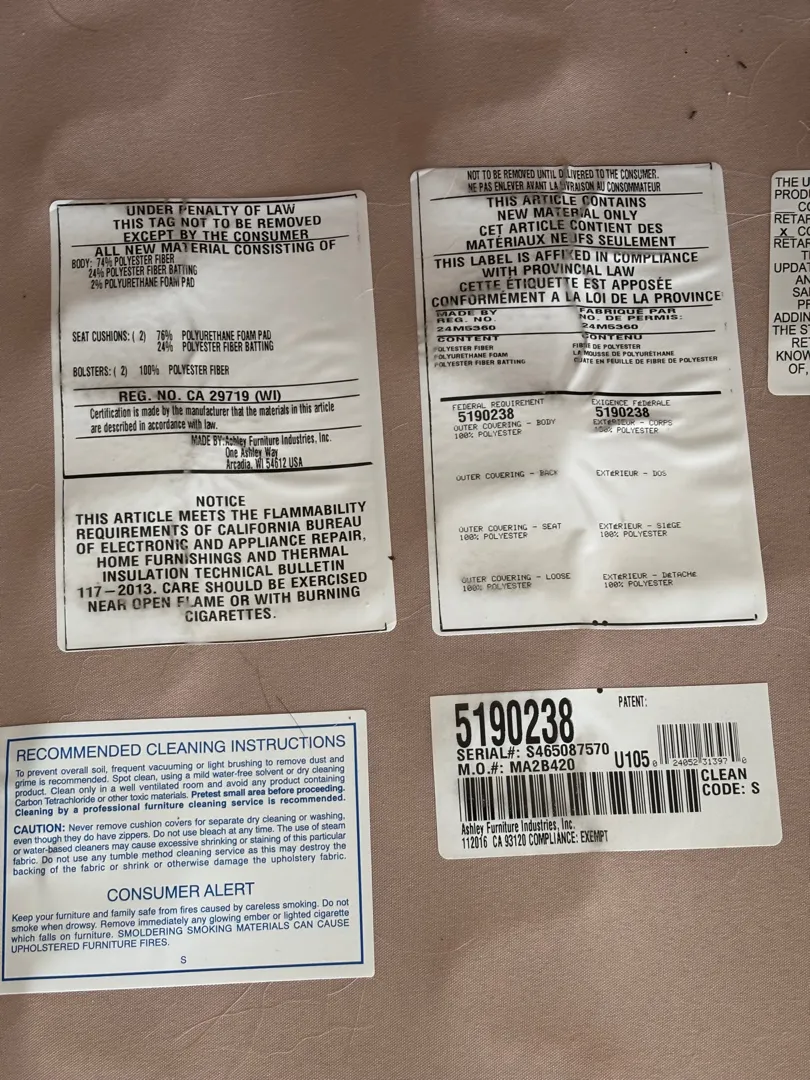 UNDER PENALTY OF LAW
THIS TAG NOT TO BE REMOVED
EXCEPT BY THE CONSUMER
ALL NEW MATERIAL CONSISTING OF
BODY: 74% POLYESTER FIBER
24% POLYESTER FIBER BATTING
2% POLYURETHANE FOAM PAD
SEAT CUSHIONS: ( 2) 76% POLYURETHANE FOAM PAD
24% POLYESTER FIBER BATTING
BOLSTERS: ( 2) 100% POLYESTER FIBER
REG. NO. CA 29719 (WI)
Certification is made by the manufacturer that the materials in this article
are described in accordance with law.
MADE BY:Ashley Furniture Industries, Inc.
One Ashley Way
Arcadia, WI 54612 USA
NOTICE
THIS ARTICLE MEETS THE FLAMMABILITY
REQUIREMENTS OF CALIFORNIA BUREAU
OF ELECTRONIC AND APPLIANCE REPAIR,
HOME FURNISHINGS AND THERMAL
INSULATION TECHNICAL BULLETIN
117-2013. CARE SHOULD BE EXERCISED
NEAR OPEN FLAME OR WITH BURNING
CIGARETTES.
NOT TO BE REMOVED UNTIL DELIVERED TO THE CONSUMER.
NE PAS ENLEVER AVANT LA LIVRAISON AU CONSOMMATEUR
THIS ARTICLE CONTAINS
NEW MATERIAL ONLY
CET ARTICLE CONTIENT DES
MATÉRIAUX NEUFS SEULEMENT
THIS LABEL IS AFFIXED IN COMPLIANCE
WITH PROVINCIAL LAW
CETTE ÉTIQUETTE EST APPOSÉE
CONFORMÉMENT A LA LOI DE LA PROVINCE
MADE BY FABRIQUÉ PAR
REG. NO. NO. DE PERMIS:
24M5360 24M5360
CONTENT CONTENU
POLYESTER FIBER FIBRE DE POLYESTER
POLYURETHANE FOAM LA MOUSSE DE POLYURÉTHANE
POLYESTER FIBER BATTING OUATE EN FEUILLE DE FIBRE DE POLYESTER
FEDERAL REQUIREMENT EXIGENCE FéDéRALE
5190238 5190238
OUTER COVERING - BODY EXTéRIEUR - CORPS
100% POLYESTER 100% POLYESTER
OUTER COVERING - BACK EXTéRIEUR - DOS
OUTER COVERING - SEAT EXTéRIEUR - SIèGE
100% POLYESTER 100% POLYESTER
OUTER COVERING - LOOSE EXTéRIEUR - DéTACHé
100% POLYESTER 100% POLYESTER
THE U
PRODU
CO
RETAR
X CO
RETAR
T
UPDAT
AN
SA
PR
ADDIN
THE S
RE
KNOW
OF,
RECOMMENDED CLEANING INSTRUCTIONS
To prevent overall soil, frequent vacuuming or light brushing to remove dust and
grime is recommended. Spot clean, using a mild water-free solvent or dry cleaning
product. Clean only in a well ventilated room and avoid any product containing
Carbon Tetrachloride or other toxic materials. Pretest small area before proceeding.
Cleaning by a professional furniture cleaning service is recommended.
CAUTION: Never remove cushion covers for separate dry cleaning or washing,
even though they do have zippers. Do not use bleach at any time. The use of steam
or water-based cleaners may cause excessive shrinking or staining of this particular
fabric. Do not use any tumble method cleaning service as this may destroy the
backing of the fabric or shrink or otherwise damage the upholstery fabric.
CONSUMER ALERT
Keep your furniture and family safe from fires caused by careless smoking. Do not
smoke when drowsy. Remove immediately any glowing ember or lighted cigarette
which falls on furniture. SMOLDERING SMOKING MATERIALS CAN CAUSE
UPHOLSTERED FURNITURE FIRES.
S
5190238 PATENT:
SERIAL#: S465087570
M.O.#: MA2B420 U105
0 24052 31397 0
CLEAN
CODE: S
Ashley Furniture Industries, Inc.
112016 CA 93120 COMPLIANCE: EXEMPT